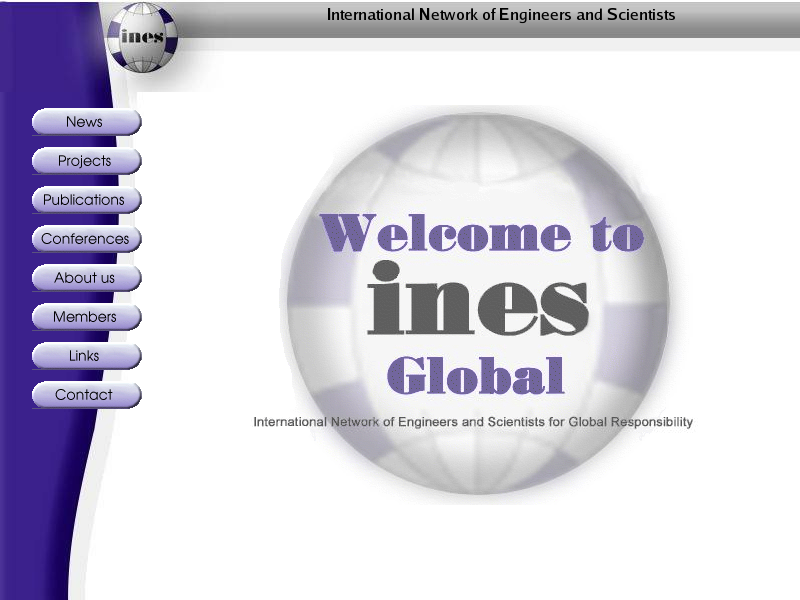 International Network of Engineers and Scientists
ines
News
Projects
Publications
Conferences
About us
Members
Links
Contact
Welcome to
ines
Global
International Network of Engineers and Scientists for Global Responsibility